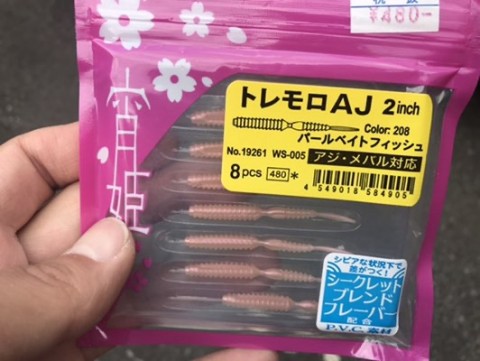 ¥480-
宵姫
トレモロAJ 2inch
Color: 208
パールベイトフィッシュ
No.19261 WS-005 アジ・メバル対応
8pcs 480*
4 549018 584905
シビアな状況下で
差がつく!
シークレット
ブレンド
フレーバー
配合
P.V.C 素材